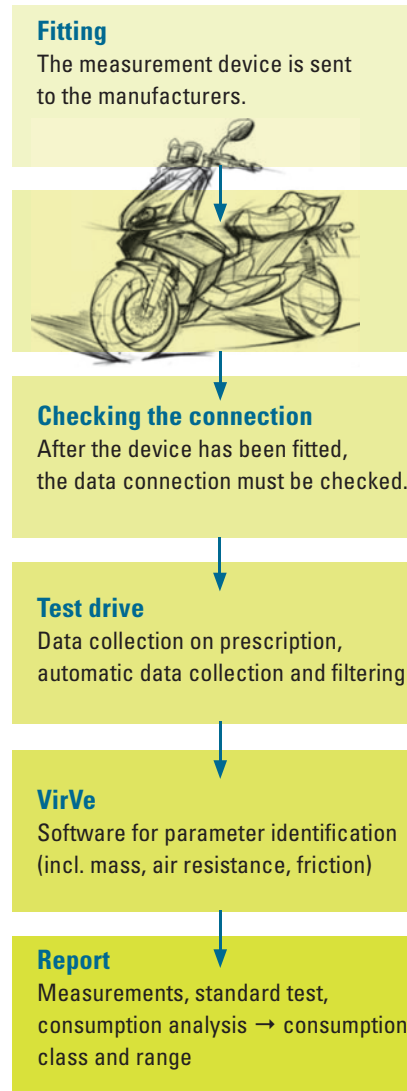 Fitting
The measurement device is sent
to the manufacturers.
Checking the connection
After the device has been fitted,
the data connection must be checked.
Test drive
Data collection on prescription,
automatic data collection and filtering
VirVe
Software for parameter identification
(incl. mass, air resistance, friction)
Report
Measurements, standard test,
consumption analysis → consumption
class and range